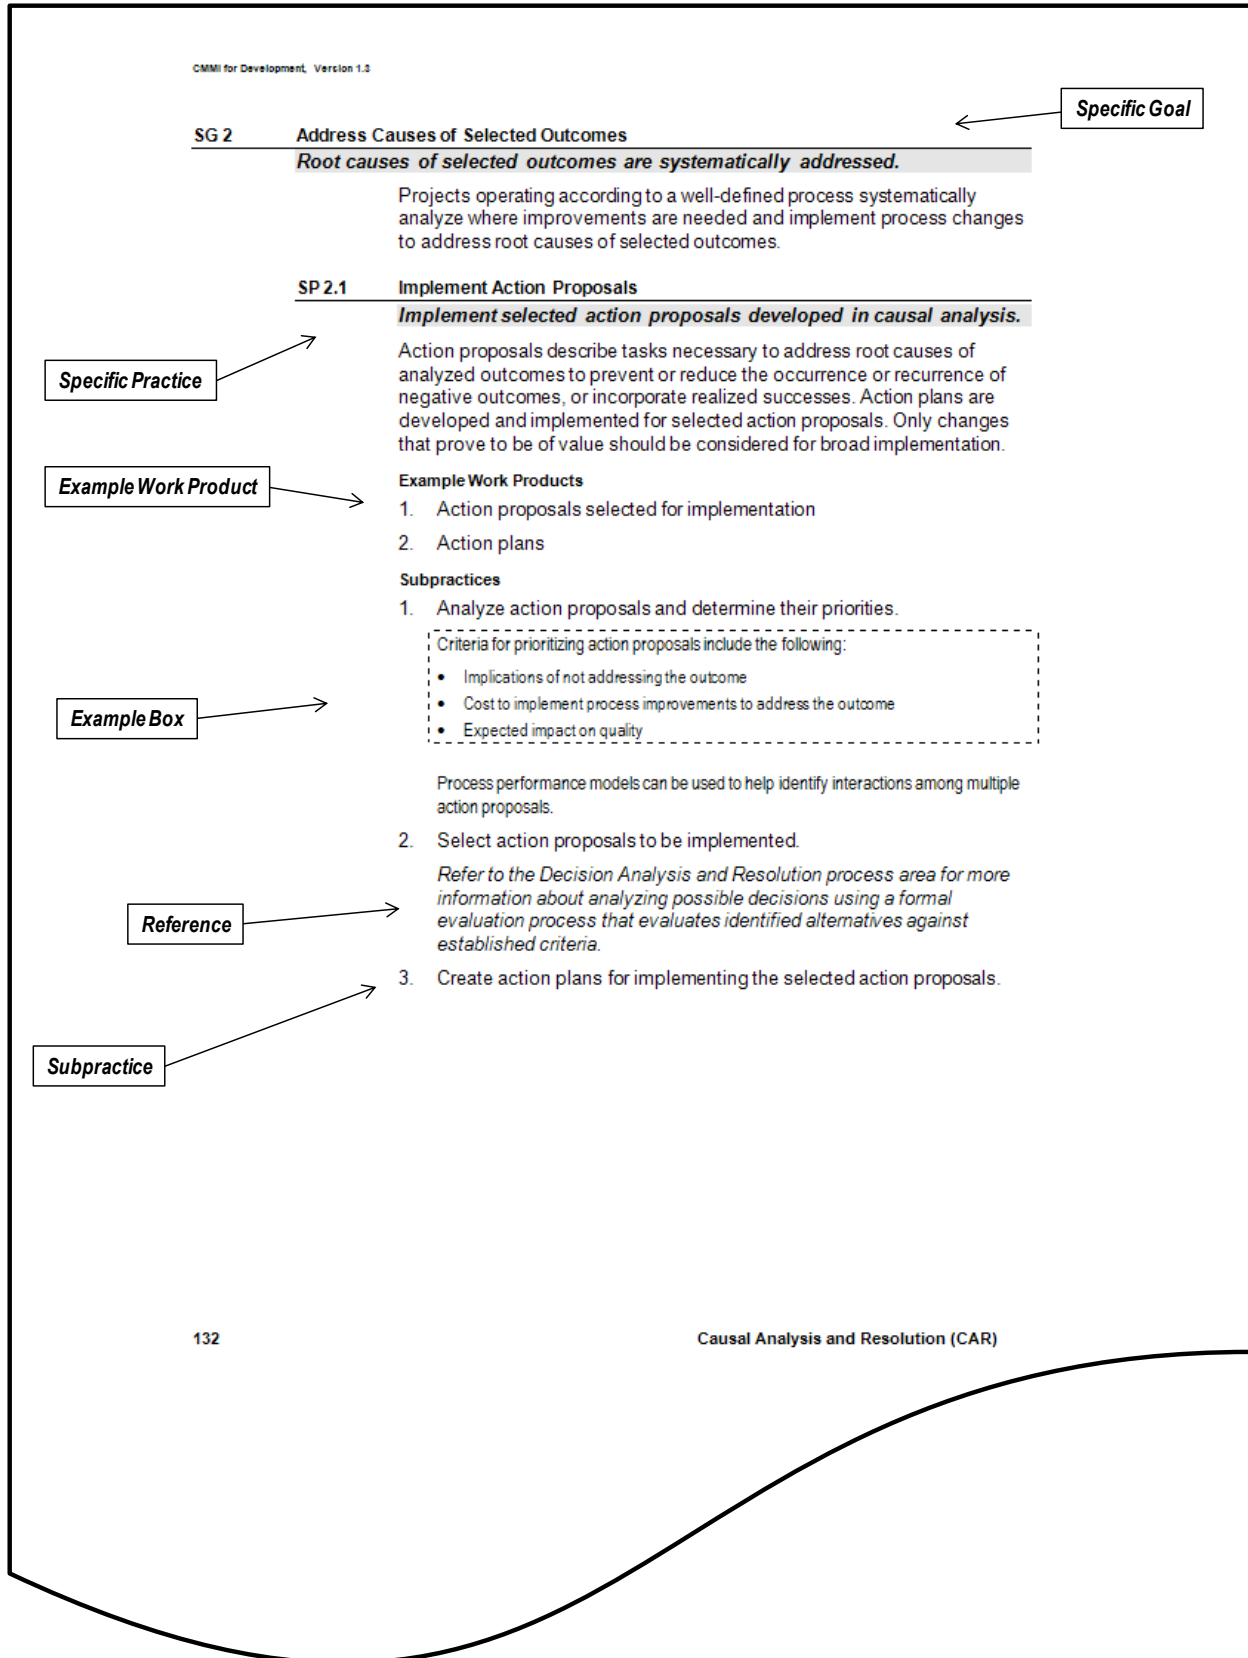 CMMI for Development, Version 1.3
Specific Goal
SG 2 Address Causes of Selected Outcomes
Root causes of selected outcomes are systematically addressed.
Projects operating according to a well-defined process systematically
analyze where improvements are needed and implement process changes
to address root causes of selected outcomes.
SP 2.1 Implement Action Proposals
Implement selected action proposals developed in causal analysis.
Specific Practice
Action proposals describe tasks necessary to address root causes of
analyzed outcomes to prevent or reduce the occurrence or recurrence of
negative outcomes, or incorporate realized successes. Action plans are
developed and implemented for selected action proposals. Only changes
that prove to be of value should be considered for broad implementation.
Example Work Product
Example Work Products
1. Action proposals selected for implementation
2. Action plans
Subpractices
1. Analyze action proposals and determine their priorities.
Criteria for prioritizing action proposals include the following:
• Implications of not addressing the outcome
• Cost to implement process improvements to address the outcome
• Expected impact on quality
Example Box
Process performance models can be used to help identify interactions among multiple
action proposals.
2. Select action proposals to be implemented.
Refer to the Decision Analysis and Resolution process area for more
information about analyzing possible decisions using a formal
evaluation process that evaluates identified alternatives against
established criteria.
Reference
3. Create action plans for implementing the selected action proposals.
Subpractice
132 Causal Analysis and Resolution (CAR)